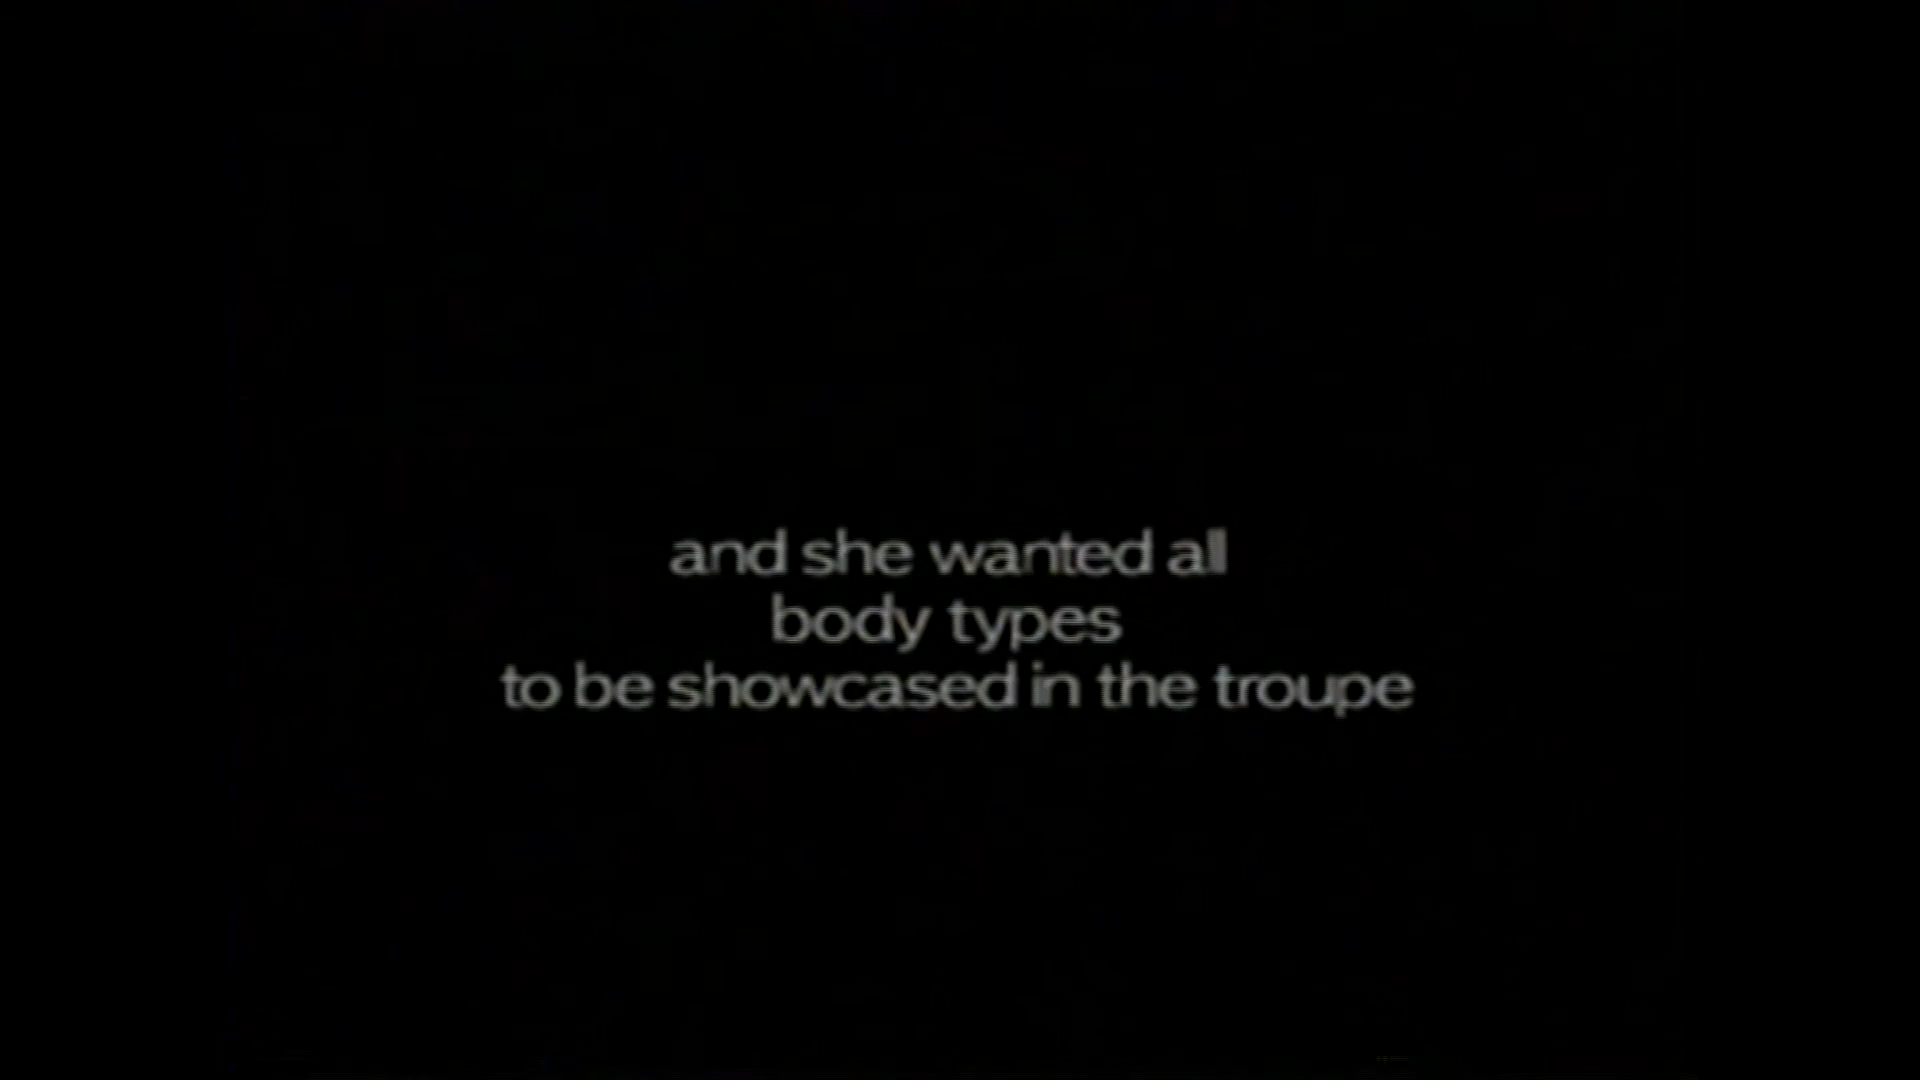 and she wanted all
body types
to be showcased in the troupe